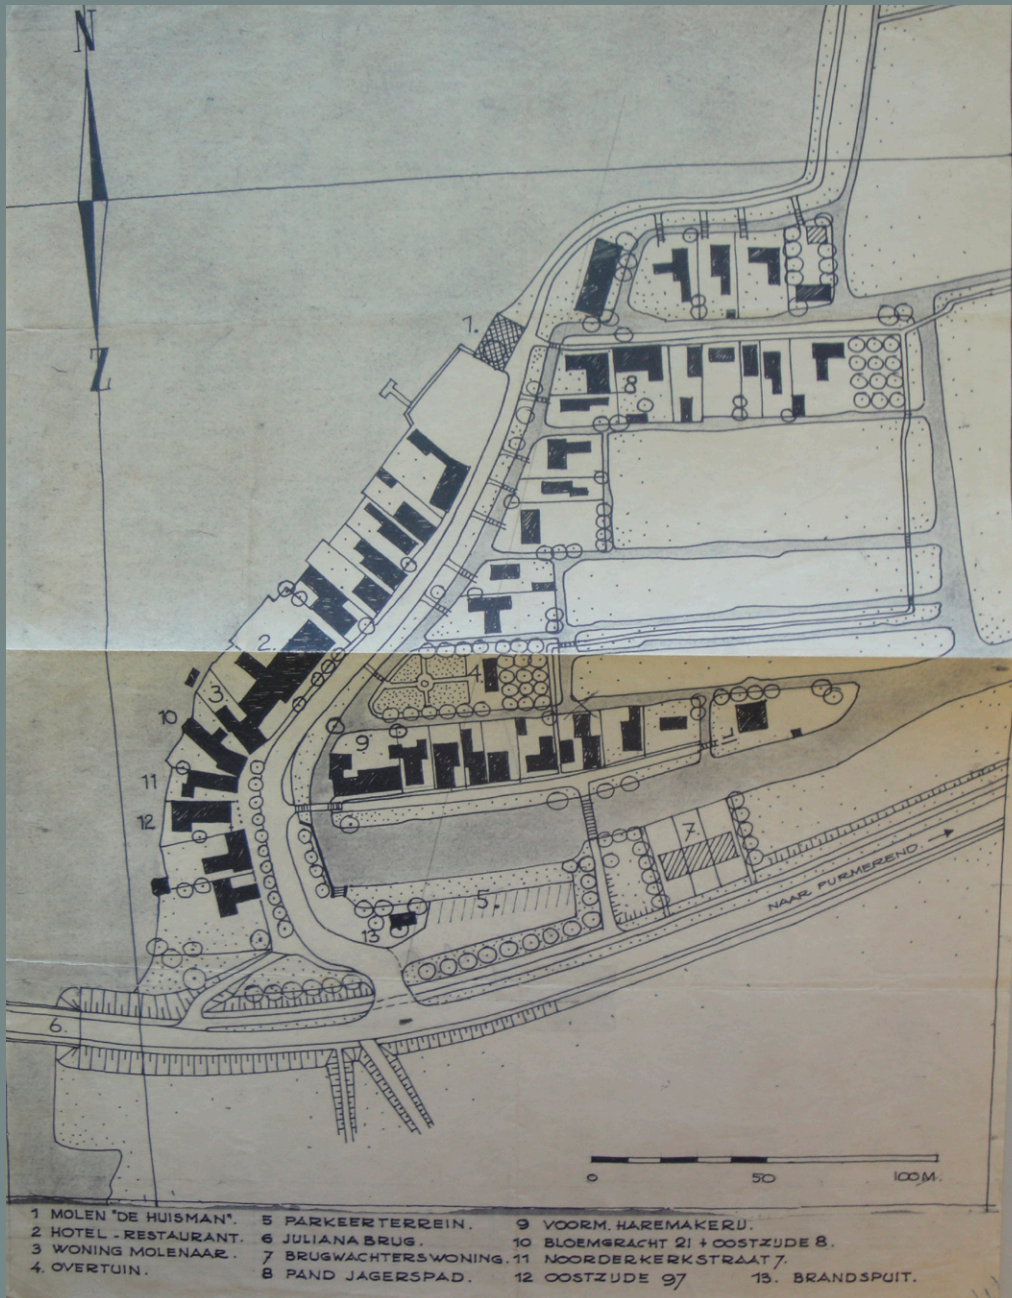 N
Z
1.
8
2.
3
4
10
9
11
12
7
5.
13
NAAR PURMEREND
6.
0 50 100 M.
1 MOLEN "DE HUISMAN".
2 HOTEL - RESTAURANT.
3 WONING MOLENAAR.
4. OVERTUIN.
5 PARKEERTERREIN.
6 JULIANABRUG.
7 BRUGWACHTERSWONING.
8 PAND JAGERSPAD.
9 VOORM. HAREMAKERIJ.
10 BLOEMGRACHT 21 + OOSTZIJDE 8.
11 NOORDERKERKSTRAAT 7.
12 OOSTZIJDE 97
13. BRANDSPUIT.